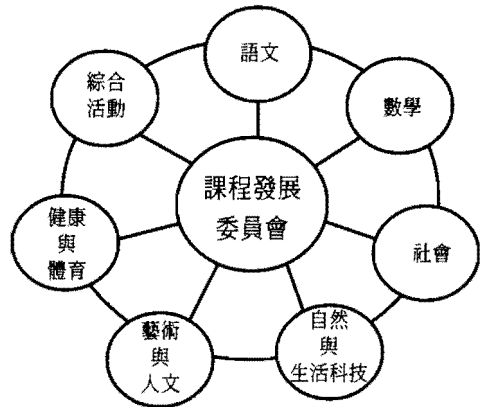 語文
數學
社會
自然
與
生活科技
藝術
與
人文
健康
與
體育
綜合
活動
課程發展
委員會